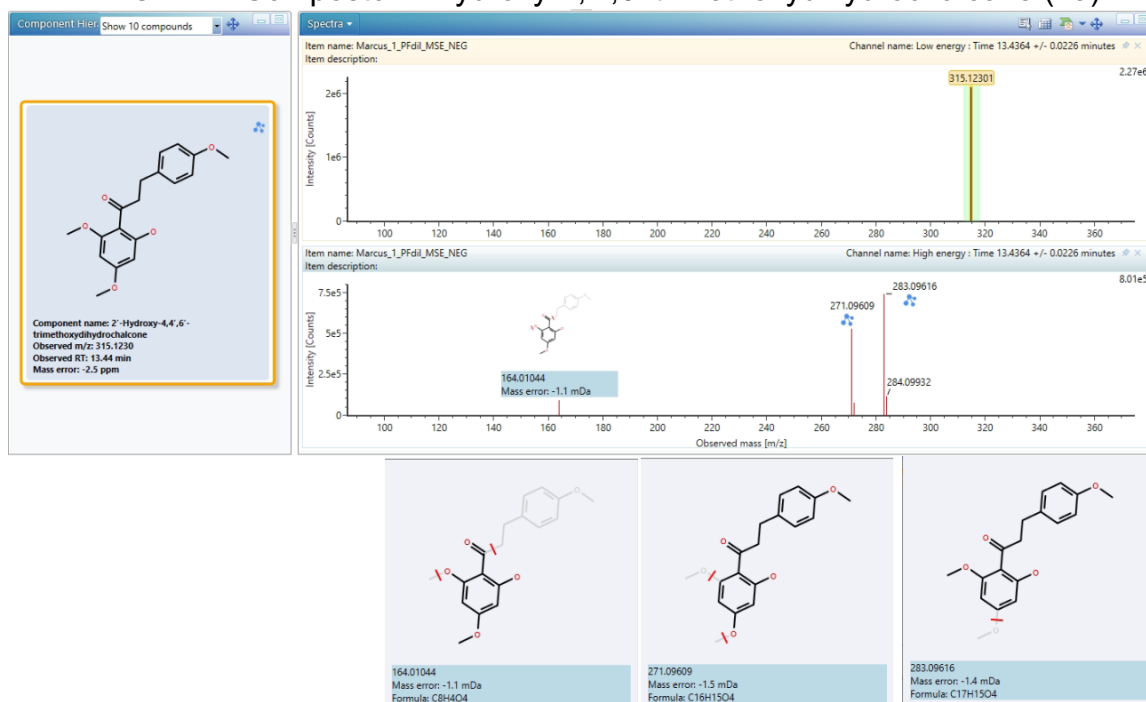 Component Hier
Show 10 compounds
Component name: 2'-Hydroxy-4,4',6'-
trimethoxydihydrochalcone
Observed m/z: 315.1230
Observed RT: 13.44 min
Mass error: -2.5 ppm
Spectra
Item name: Marcus_1_PFdil_MSE_NEG
Channel name: Low energy : Time 13.4364 +/- 0.0226 minutes
Item description:
2.27e6
315.12301
2e6
1e6
0
Intensity [Counts]
100 120 140 160 180 200 220 240 260 280 300 320 340 360
Item name: Marcus_1_PFdil_MSE_NEG
Channel name: High energy : Time 13.4364 +/- 0.0226 minutes
Item description:
8.01e5
7.5e5
5e5
2.5e5
0
Intensity [Counts]
283.09616
271.09609
284.09932
164.01044
Mass error: -1.1 mDa
100 120 140 160 180 200 220 240 260 280 300 320 340 360
Observed mass [m/z]
164.01044
Mass error: -1.1 mDa
Formula: C8H4O4
271.09609
Mass error: -1.5 mDa
Formula: C16H15O4
283.09616
Mass error: -1.4 mDa
Formula: C17H15O4